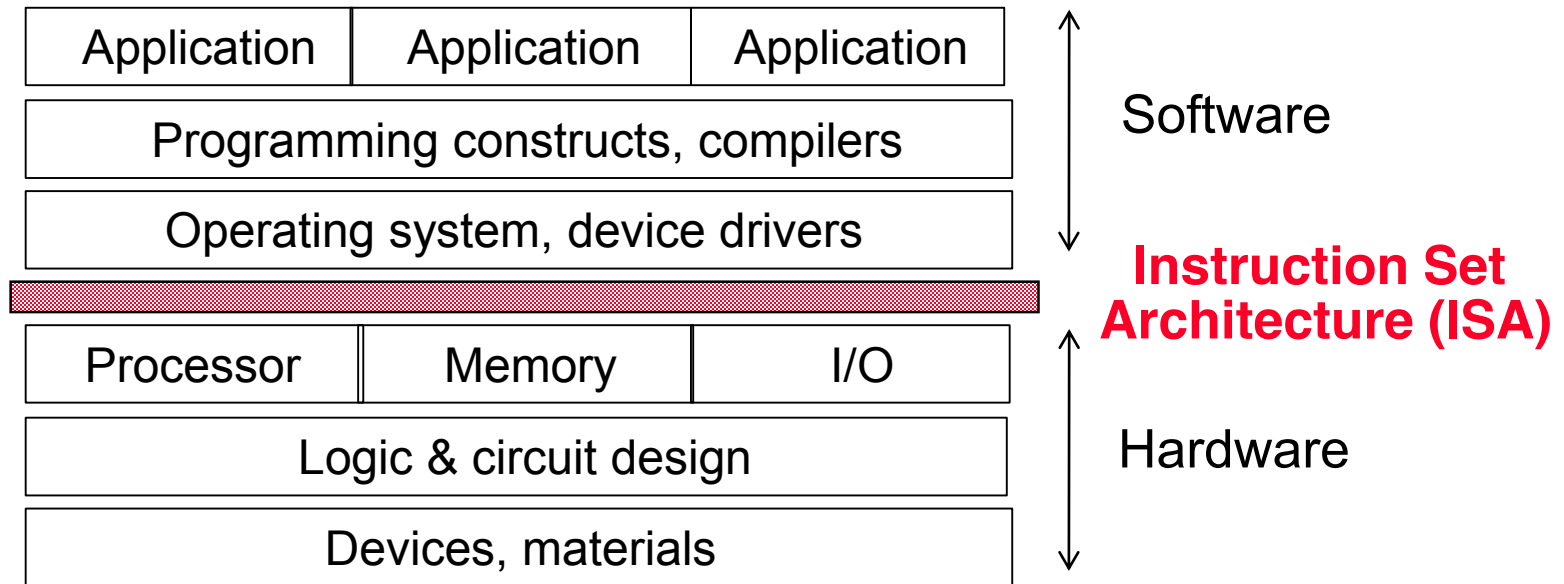 Application Application Application
Programming constructs, compilers
Software
Operating system, device drivers
Instruction Set
Architecture (ISA)
Processor Memory I/O
Logic & circuit design
Hardware
Devices, materials